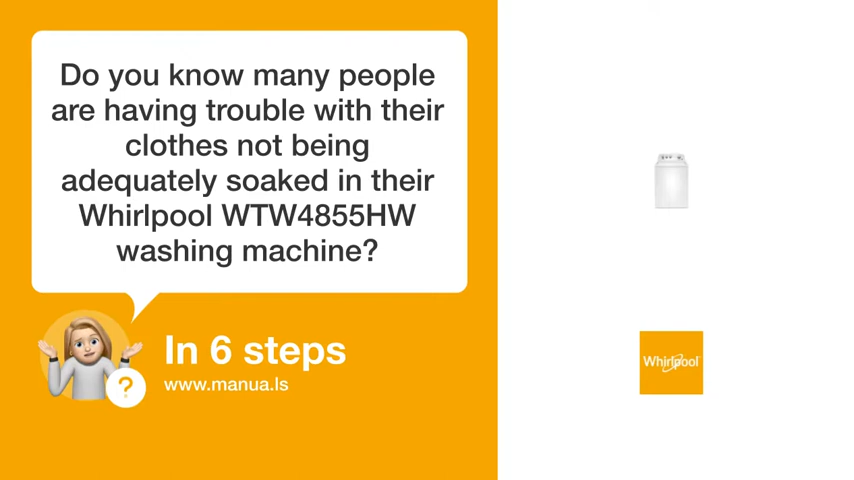 Do you know many people
are having trouble with their
clothes not being
adequately soaked in their
Whirlpool WTW4855HW
washing machine?
In 6 steps
www.manua.ls
?
Whirlpool